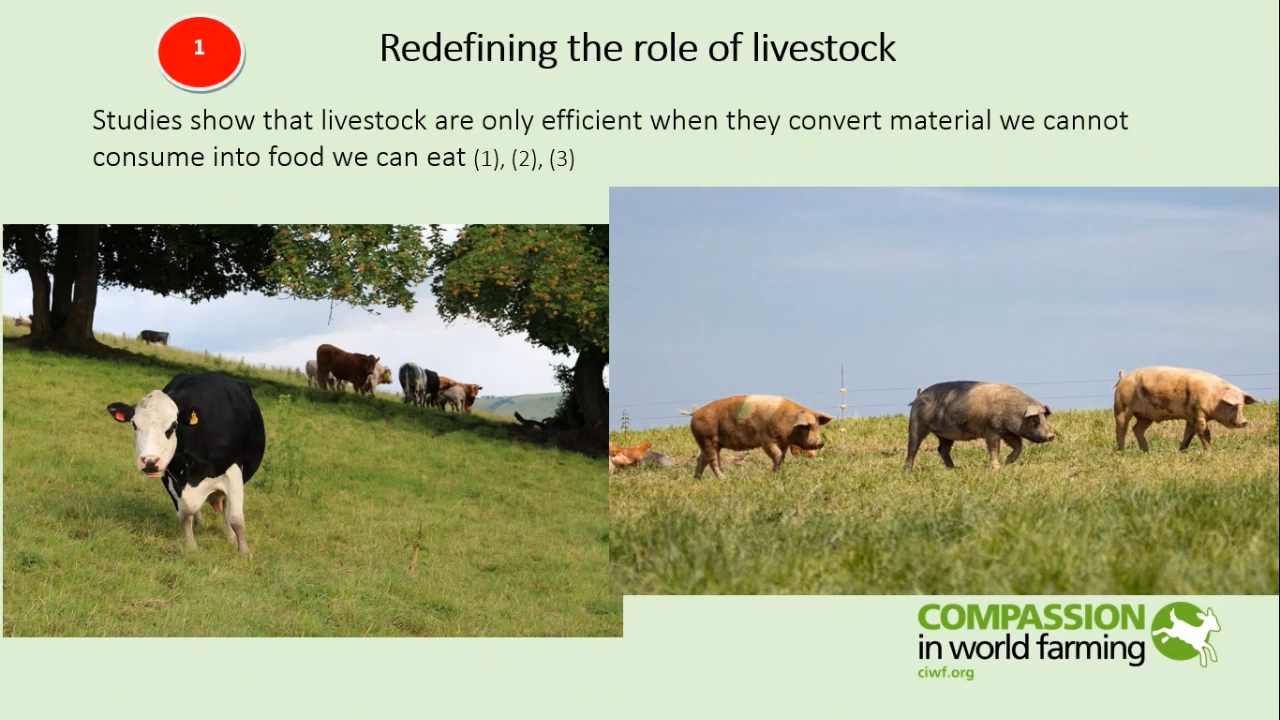 1
Redefining the role of livestock
Studies show that livestock are only efficient when they convert material we cannot
consume into food we can eat (1), (2), (3)
COMPASSION
in world farming
ciwf.org